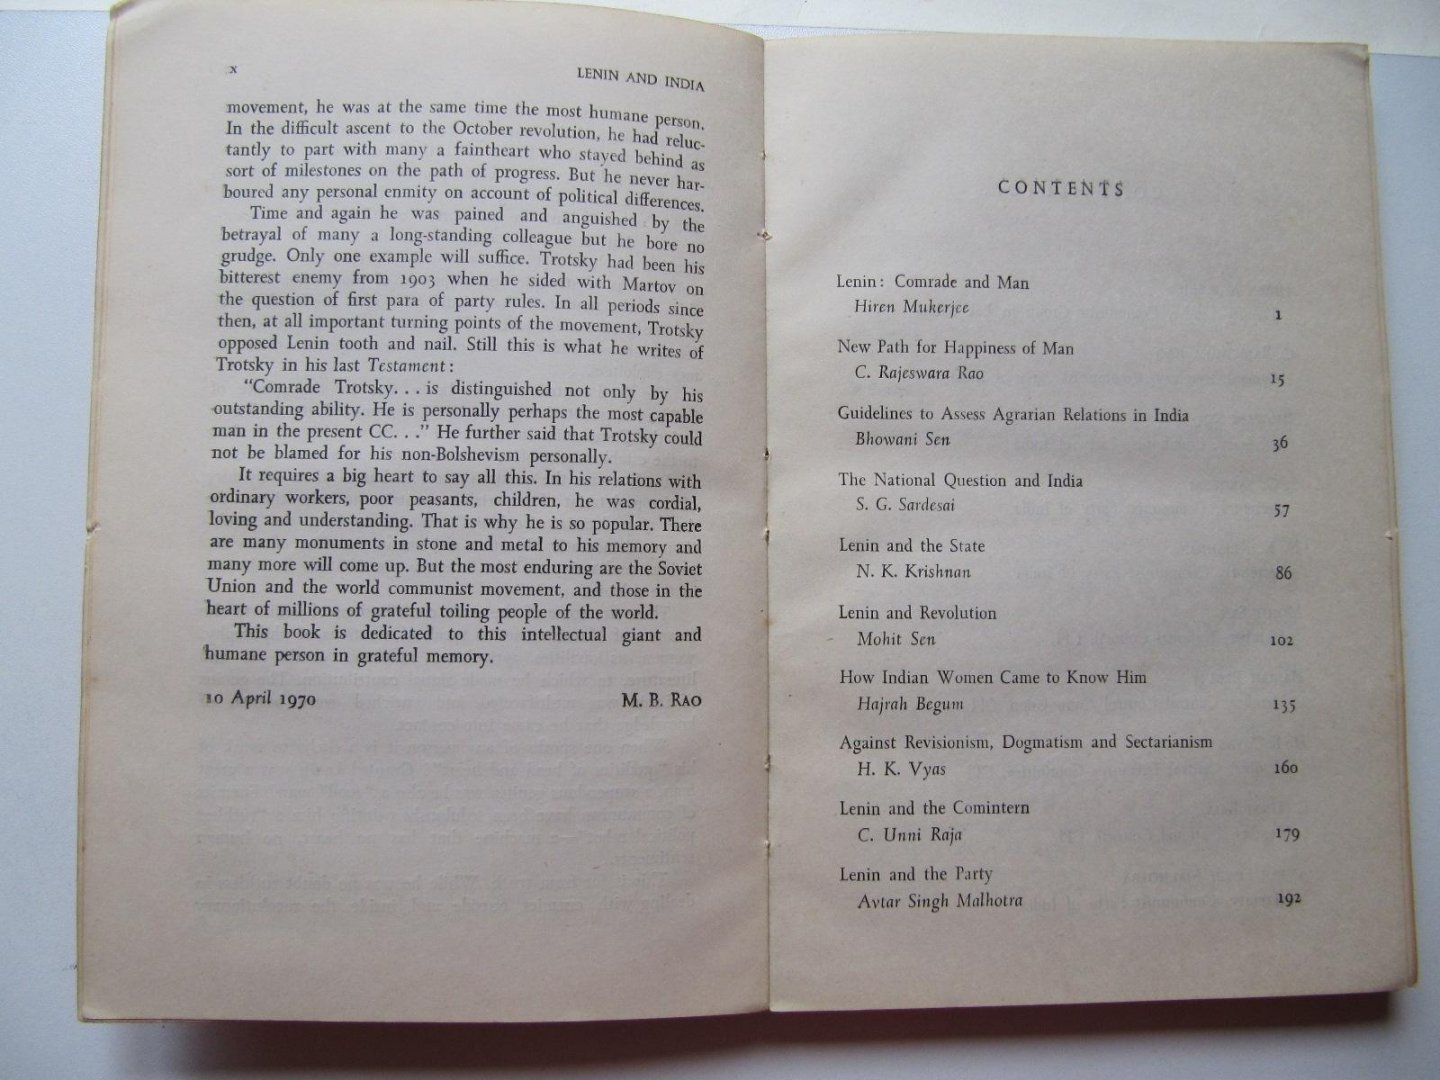 x
LENIN AND INDIA
movement, he was at the same time the most humane person.
In the difficult ascent to the October revolution, he had reluc-
tantly to part with many a faintheart who stayed behind as
sort of milestones on the path of progress. But he never har-
boured any personal enmity on account of political differences.
Time and again he was pained and anguished by the
betrayal of many a long-standing colleague but he bore no
grudge. Only one example will suffice. Trotsky had been his
bitterest enemy from 1903 when he sided with Martov on
the question of first para of party rules. In all periods since
then, at all important turning points of the movement, Trotsky
opposed Lenin tooth and nail. Still this is what he writes of
Trotsky in his last Testament:
"Comrade Trotsky. . . is distinguished not only by his
outstanding ability. He is personally perhaps the most capable
man in the present CC. . ." He further said that Trotsky could
not be blamed for his non-Bolshevism personally.
It requires a big heart to say all this. In his relations with
ordinary workers, poor peasants, children, he was cordial,
loving and understanding. That is why he is so popular. There
are many monuments in stone and metal to his memory and
many more will come up. But the most enduring are the Soviet
Union and the world communist movement, and those in the
heart of millions of grateful toiling people of the world.
This book is dedicated to this intellectual giant and
humane person in grateful memory.
10 April 1970 M. B. RAO
CONTENTS
Lenin: Comrade and Man
Hiren Mukerjee 1
New Path for Happiness of Man
C. Rajeswara Rao 15
Guidelines to Assess Agrarian Relations in India
Bhowani Sen 36
The National Question and India
S. G. Sardesai 57
Lenin and the State
N. K. Krishnan 86
Lenin and Revolution
Mohit Sen 102
How Indian Women Came to Know Him
Hajrah Begum 135
Against Revisionism, Dogmatism and Sectarianism
H. K. Vyas 160
Lenin and the Comintern
C. Unni Raja 179
Lenin and the Party
Avtar Singh Malhotra 192